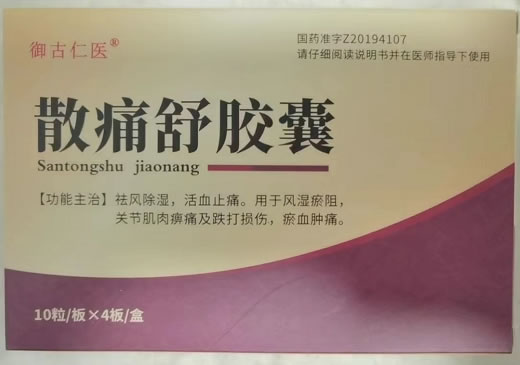 御古仁医®
国药准字Z20194107
请仔细阅读说明书并在医师指导下使用
散痛舒胶囊
Santongshu jiaonang
【功能主治】祛风除湿，活血止痛。用于风湿瘀阻，
关节肌肉痹痛及跌打损伤，瘀血肿痛。
10粒/板×4板/盒